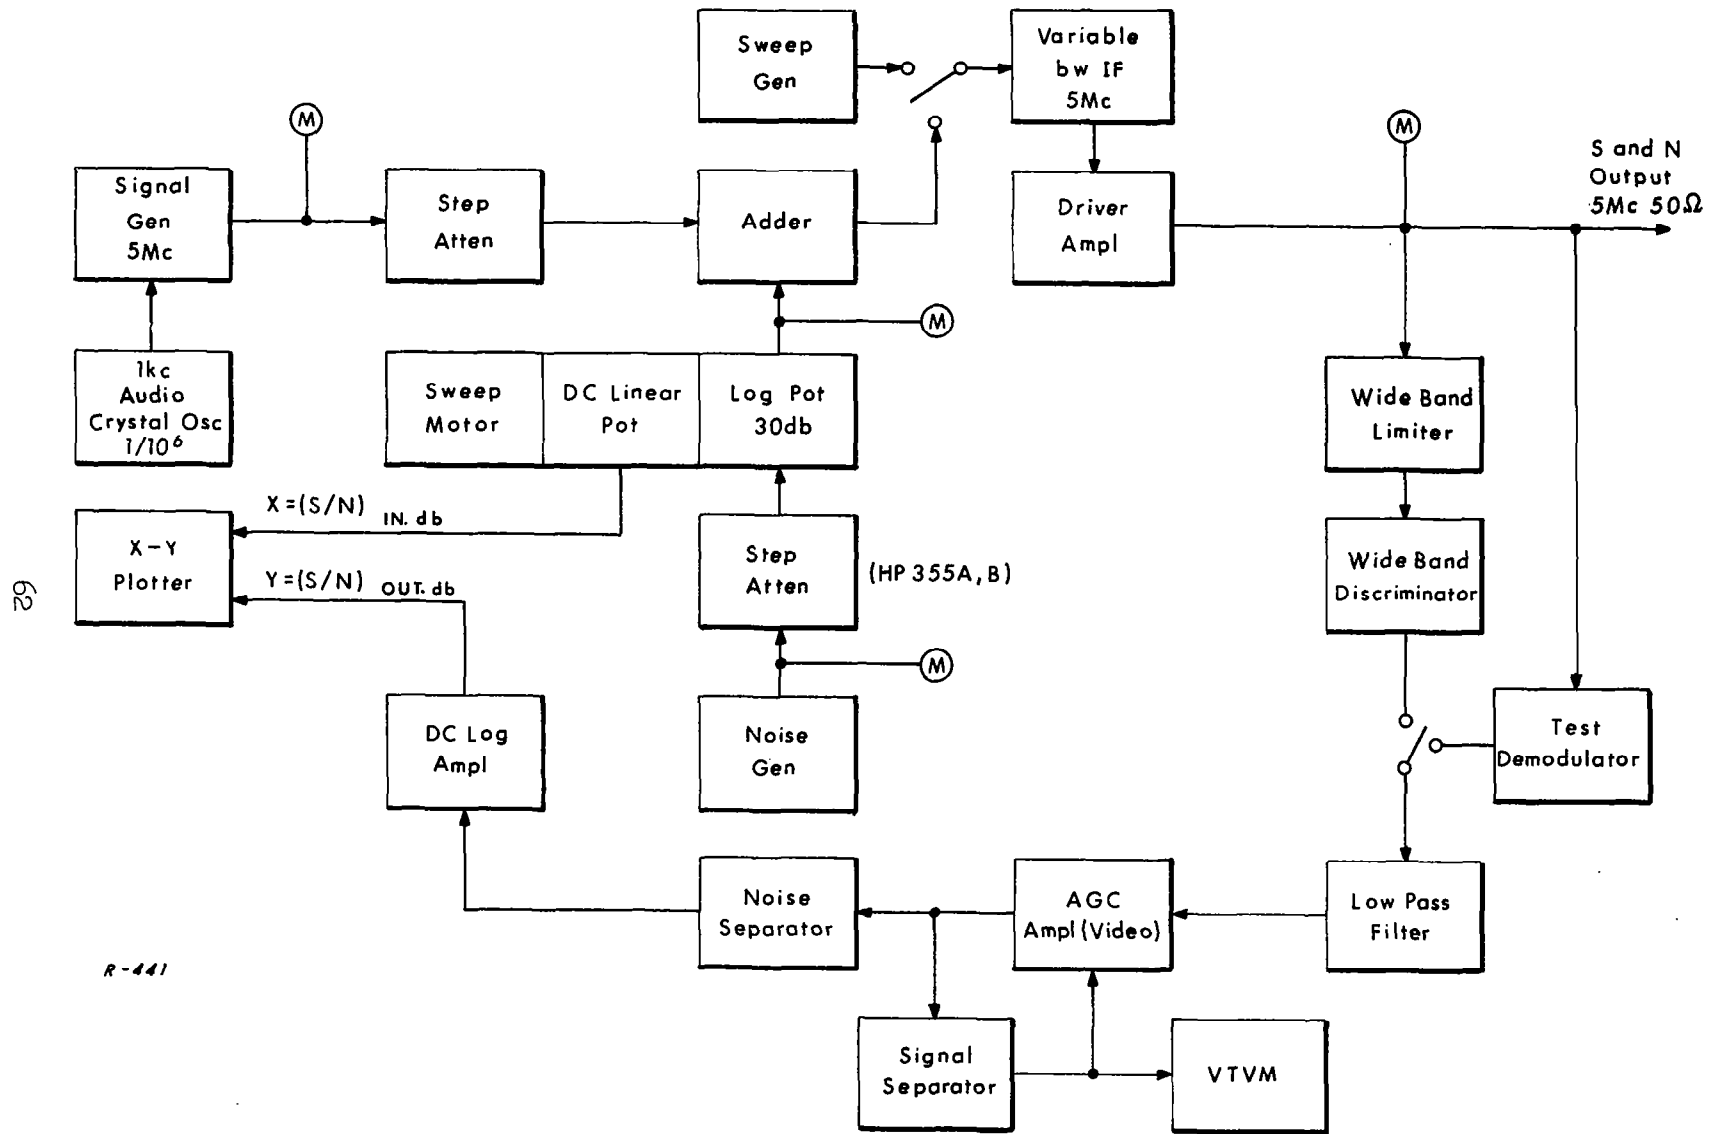 Sweep
Gen
Variable
bw IF
5Mc
M
M
S and N
Output
5Mc 50Ω
Signal
Gen
5Mc
Step
Atten
Adder
Driver
Ampl
M
1kc
Audio
Crystal Osc
1/10⁶
Sweep
Motor
DC Linear
Pot
Log Pot
30db
Wide Band
Limiter
X=(S/N) IN. db
X-Y
Plotter
Y=(S/N) OUT. db
Step
Atten
(HP 355A, B)
Wide Band
Discriminator
62
M
DC Log
Ampl
Noise
Gen
Test
Demodulator
Noise
Separator
AGC
Ampl (Video)
Low Pass
Filter
R-441
Signal
Separator
VTVM